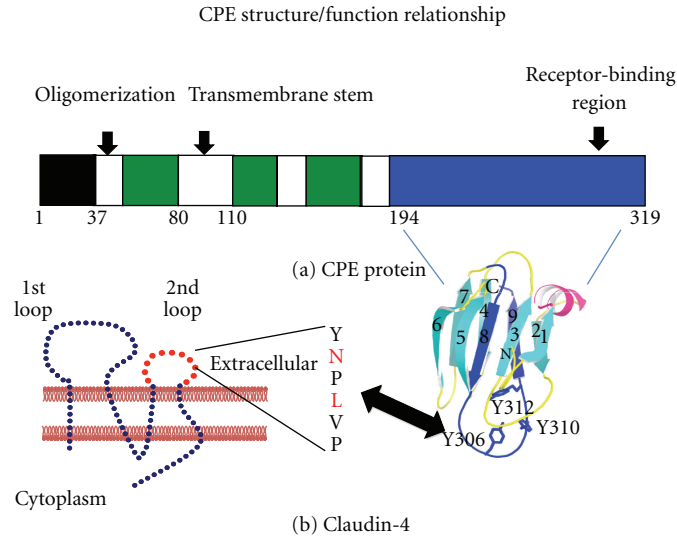 CPE structure/function relationship
Oligomerization
Transmembrane stem
Receptor-binding
region
1
37
80
110
194
319
(a) CPE protein
1st
loop
2nd
loop
Extracellular
Y
N
P
L
V
P
Cytoplasm
C
7
4
9
6
5
8
3
2
1
N
Y312
Y306
Y310
(b) Claudin-4